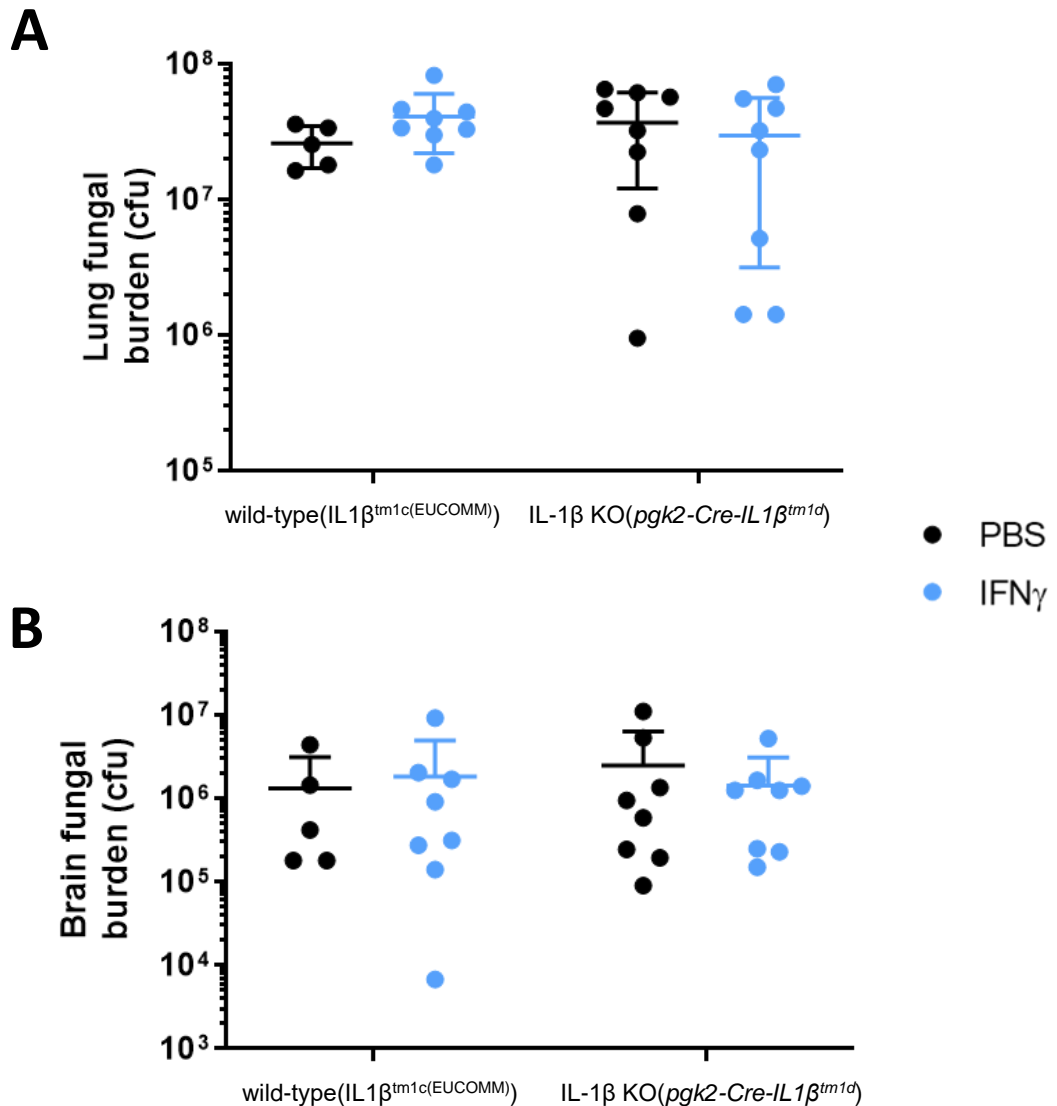 A
Lung fungal
burden (cfu)
10⁸
10⁷
10⁶
10⁵
wild-type(IL1β^tm1c(EUCOMM)) IL-1β KO(pgk2-Cre-IL1β^tm1d)
PBS
IFNγ
B
Brain fungal
burden (cfu)
10⁸
10⁷
10⁶
10⁵
10⁴
10³
wild-type(IL1β^tm1c(EUCOMM)) IL-1β KO(pgk2-Cre-IL1β^tm1d)